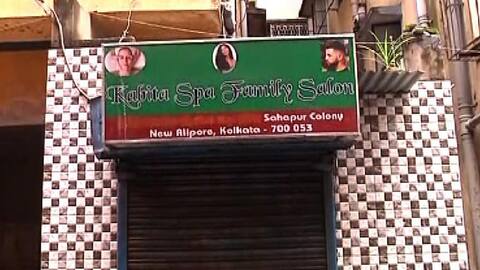 Kabita Spa Family Salon
Sahapur Colony
New Alipore, Kolkata - 700 053